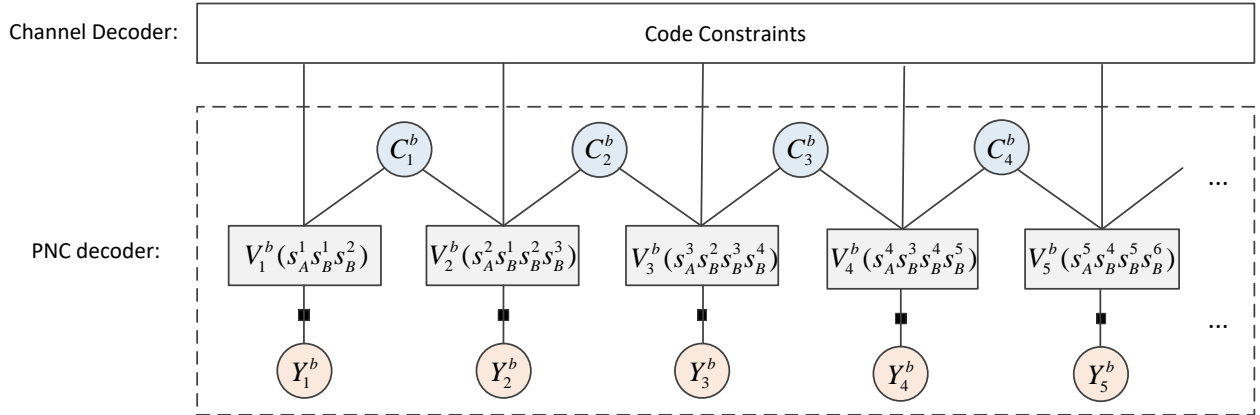 Channel Decoder:
Code Constraints
C_1^b C_2^b C_3^b C_4^b
...
PNC decoder:
V_1^b(s_A^1 s_B^1 s_B^2) V_2^b(s_A^2 s_B^1 s_B^2 s_B^3) V_3^b(s_A^3 s_B^2 s_B^3 s_B^4) V_4^b(s_A^4 s_B^3 s_B^4 s_B^5) V_5^b(s_A^5 s_B^4 s_B^5 s_B^6)
...
Y_1^b Y_2^b Y_3^b Y_4^b Y_5^b